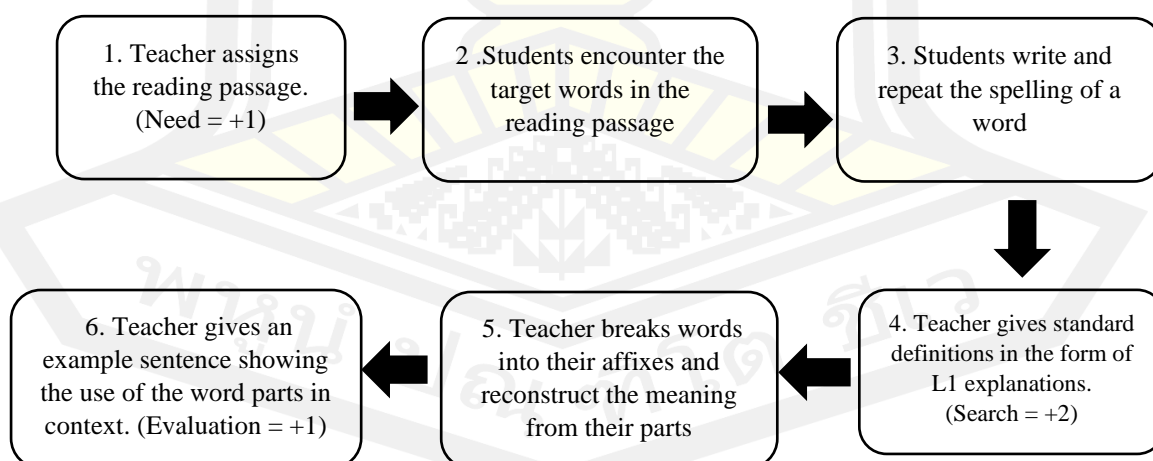 1. Teacher assigns
the reading passage.
(Need = +1)
2 .Students encounter the
target words in the
reading passage
3. Students write and
repeat the spelling of a
word
4. Teacher gives standard
definitions in the form of
L1 explanations.
(Search = +2)
5. Teacher breaks words
into their affixes and
reconstruct the meaning
from their parts
6. Teacher gives an
example sentence showing
the use of the word parts in
context. (Evaluation = +1)